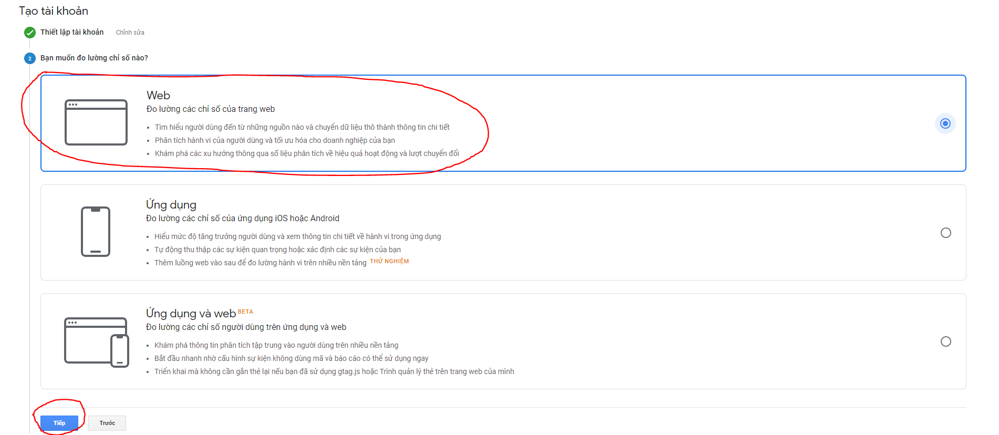 Tạo tài khoản
Thiết lập tài khoản Chỉnh sửa
2 Bạn muốn đo lường chỉ số nào?
Web
Đo lường các chỉ số của trang web
• Tìm hiểu người dùng đến từ những nguồn nào và chuyển dữ liệu thô thành thông tin chi tiết
• Phân tích hành vi của người dùng và tối ưu hóa cho doanh nghiệp của bạn
• Khám phá các xu hướng thông qua số liệu phân tích về hiệu quả hoạt động và lượt chuyển đổi
Ứng dụng
Đo lường các chỉ số của ứng dụng iOS hoặc Android
• Hiểu mức độ tăng trưởng người dùng và xem thông tin chi tiết về hành vi trong ứng dụng
• Tự động thu thập các sự kiện quan trọng hoặc xác định các sự kiện của bạn
• Thêm luồng web vào sau để đo lường hành vi trên nhiều nền tảng THỬ NGHIỆM
Ứng dụng và web BETA
Đo lường các chỉ số người dùng trên ứng dụng và web
• Khám phá thông tin phân tích tập trung vào người dùng trên nhiều nền tảng
• Bắt đầu nhanh nhờ cấu hình sự kiện không dùng mã và báo cáo có thể sử dụng ngay
• Triển khai mà không cần gắn thẻ lại nếu bạn đã sử dụng gtag.js hoặc Trình quản lý thẻ trên trang web của mình
Tiếp Trước